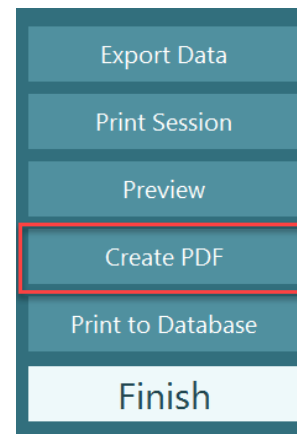 Export Data
Print Session
Preview
Create PDF
Print to Database
Finish